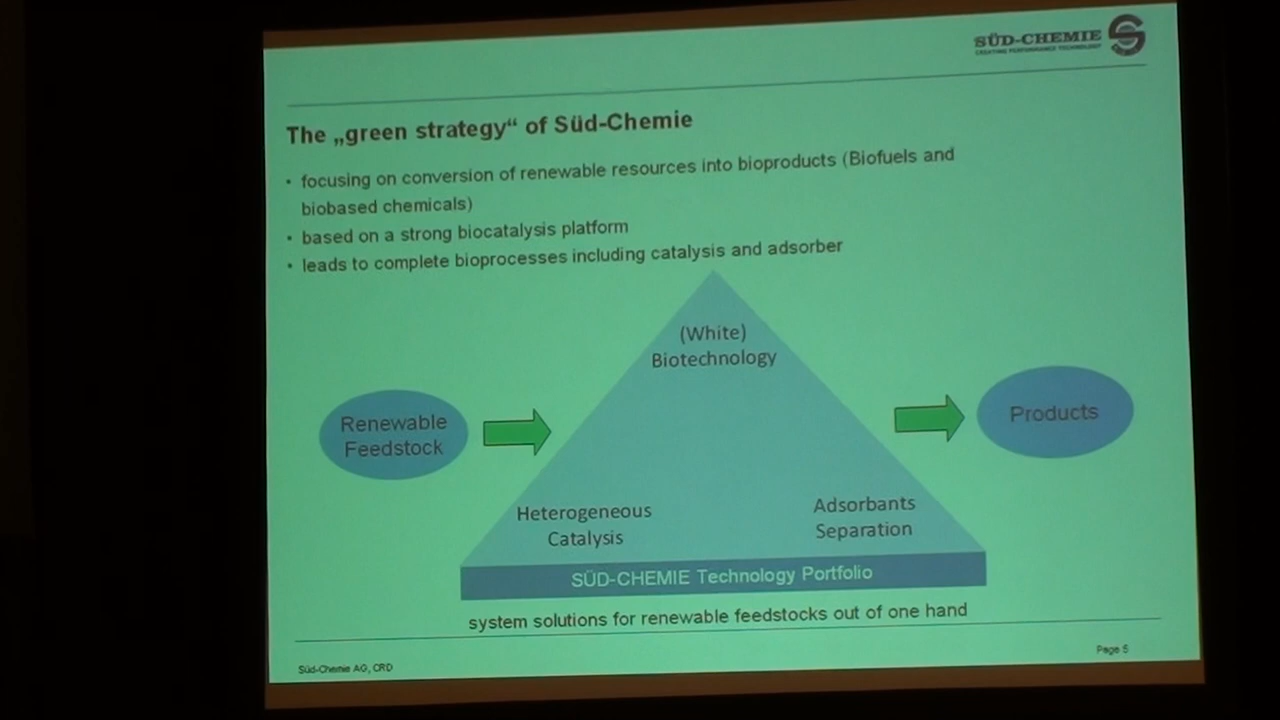 SÜD-CHEMIE
CREATING PERFORMANCE TECHNOLOGY
The „green strategy“ of Süd-Chemie
• focusing on conversion of renewable resources into bioproducts (Biofuels and
biobased chemicals)
• based on a strong biocatalysis platform
• leads to complete bioprocesses including catalysis and adsorber
(White)
Biotechnology
Renewable
Feedstock
Products
Heterogeneous
Catalysis
Adsorbants
Separation
SÜD-CHEMIE Technology Portfolio
system solutions for renewable feedstocks out of one hand
Süd-Chemie AG, CRD
Page 5